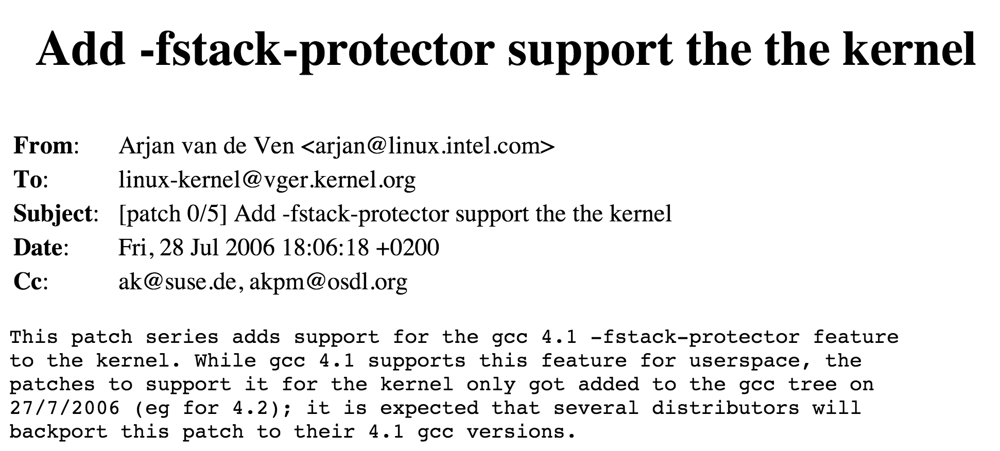 Add -fstack-protector support the the kernel
From: Arjan van de Ven <arjan@linux.intel.com>
To: linux-kernel@vger.kernel.org
Subject: [patch 0/5] Add -fstack-protector support the the kernel
Date: Fri, 28 Jul 2006 18:06:18 +0200
Cc: ak@suse.de, akpm@osdl.org
This patch series adds support for the gcc 4.1 -fstack-protector feature
to the kernel. While gcc 4.1 supports this feature for userspace, the
patches to support it for the kernel only got added to the gcc tree on
27/7/2006 (eg for 4.2); it is expected that several distributors will
backport this patch to their 4.1 gcc versions.